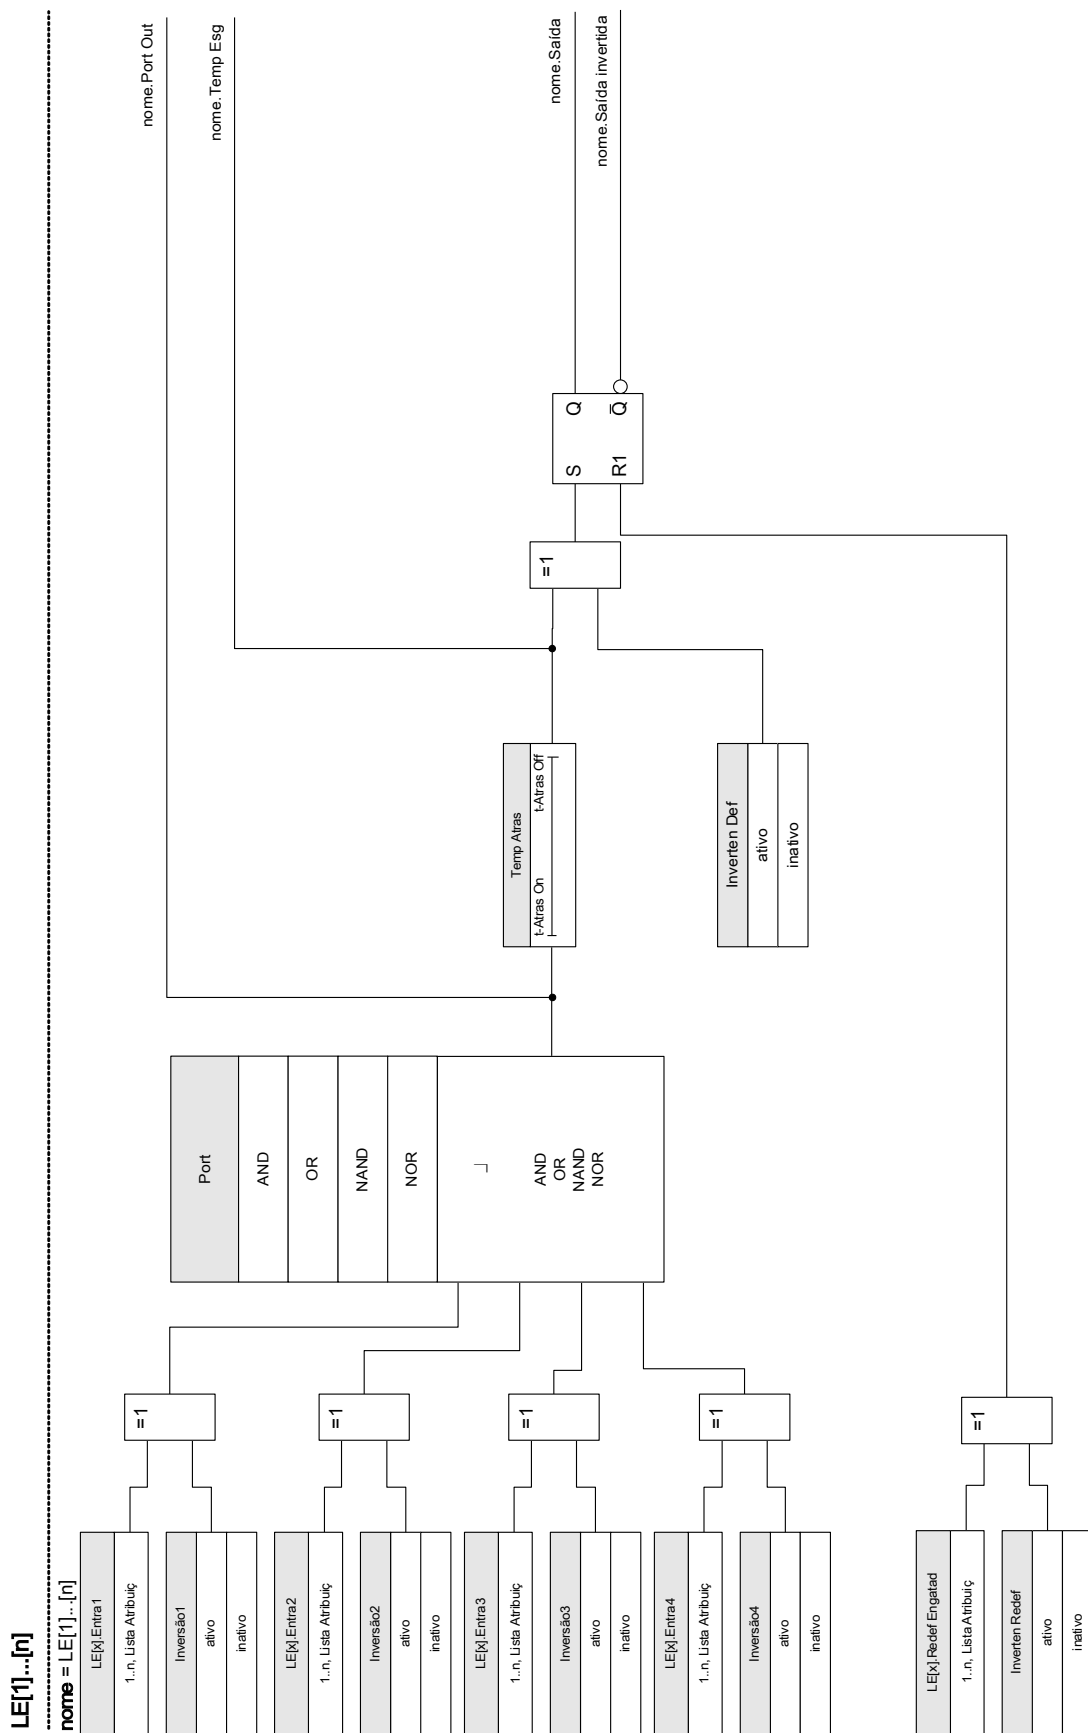 LE[1]...[n]
nome = LE[1]...[n]
LE[x].Entra1
1..n, Lista Atribuiç
Inversão1
ativo
inativo
LE[x].Entra2
1..n, Lista Atribuiç
Inversão2
ativo
inativo
LE[x].Entra3
1..n, Lista Atribuiç
Inversão3
ativo
inativo
LE[x].Entra4
1..n, Lista Atribuiç
Inversão4
ativo
inativo
LE[x].Redef Engatad
1..n, Lista Atribuiç
Inverten Redef
ativo
inativo
=1
=1
=1
=1
=1
Port
AND
OR
NAND
NOR
AND
OR
NAND
NOR
Temp Atras
t-Atras On
t-Atras Off
Inverten Def
ativo
inativo
=1
S
Q
R1
Q̅
nome.Port Out
nome.Temp Esg
nome.Saída
nome.Saída invertida